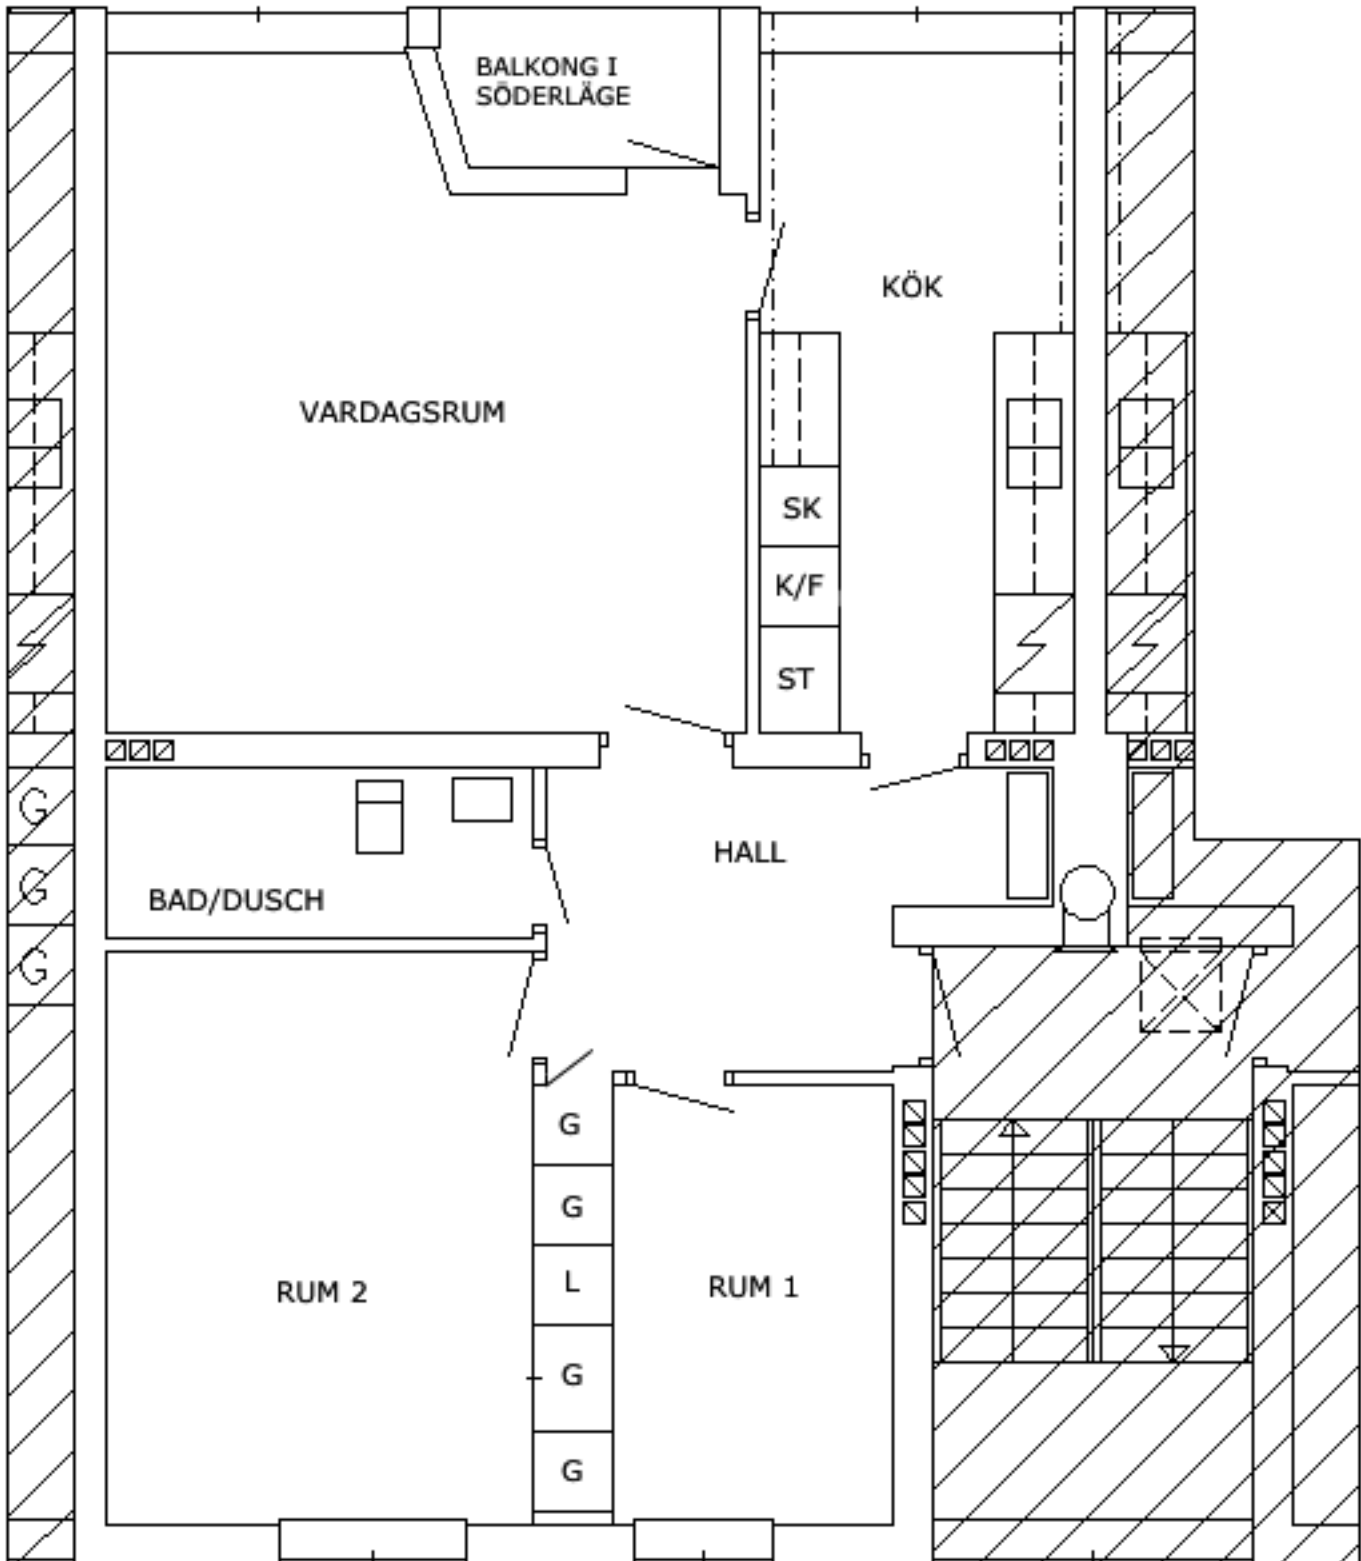 BALKONG I
SÖDERLÄGE
KÖK
VARDAGSRUM
SK
K/F
ST
G
HALL
G
BAD/DUSCH
G
G
G
L
RUM 2
RUM 1
G
G